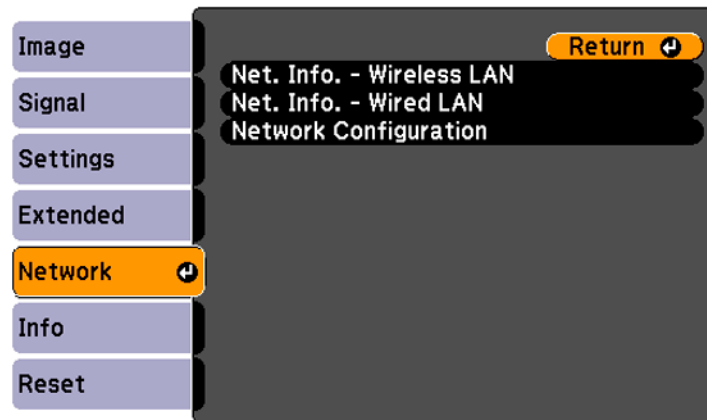 Image
Signal
Settings
Extended
Network
Info
Reset
Return
Net. Info. - Wireless LAN
Net. Info. - Wired LAN
Network Configuration